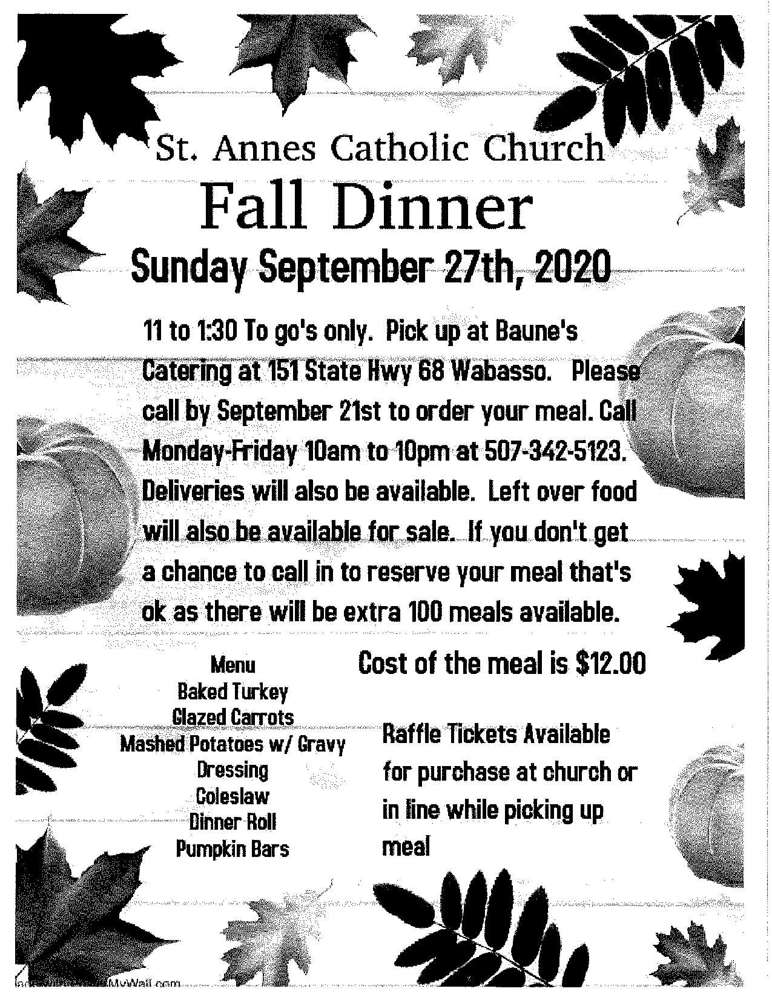 St. Annes Catholic Church
Fall Dinner
Sunday September 27th, 2020
11 to 1:30 To go's only. Pick up at Baune's
Catering at 151 State Hwy 68 Wabasso. Please
call by September 21st to order your meal. Call
Monday-Friday 10am to 10pm at 507-342-5123.
Deliveries will also be available. Left over food
will also be available for sale. If you don't get
a chance to call in to reserve your meal that's
ok as there will be extra 100 meals available.
Menu
Baked Turkey
Glazed Carrots
Mashed Potatoes w/ Gravy
Dressing
Coleslaw
Dinner Roll
Pumpkin Bars
Cost of the meal is $12.00
Raffle Tickets Available
for purchase at church or
in line while picking up
meal
MyWall.com